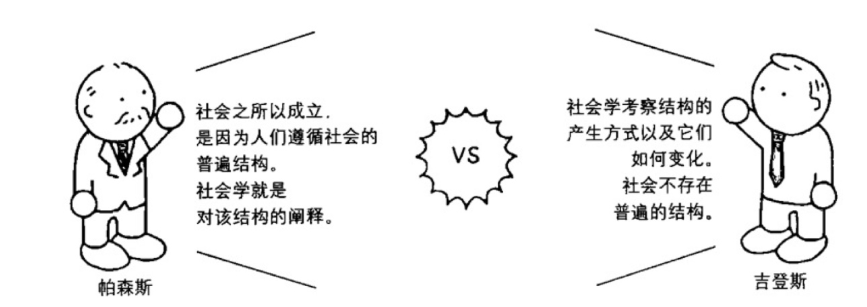 社会之所以成立.
是因为人们遵循社会的
普遍结构。
社会学就是
对该结构的阐释。
VS
社会学考察结构的
产生方式以及它们
如何变化。
社会不存在
普遍的结构。
帕森斯
吉登斯